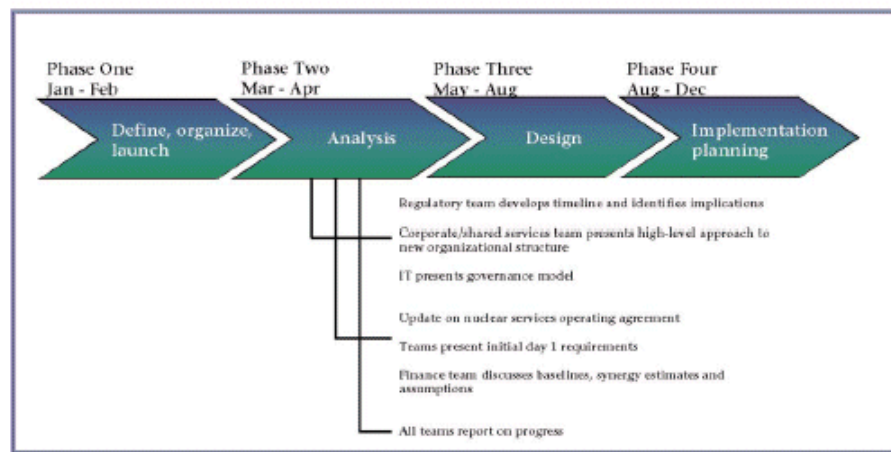 Phase One
Jan - Feb
Phase Two
Mar - Apr
Phase Three
May - Aug
Phase Four
Aug - Dec
Define, organize,
launch
Analysis
Design
Implementation
planning
Regulatory team develops timeline and identifies implications
Corporate/shared services team presents high-level approach to
new organizational structure
IT presents governance model
Update on nuclear services operating agreement
Teams present initial day 1 requirements
Finance team discusses baselines, synergy estimates and
assumptions
All teams report on progress